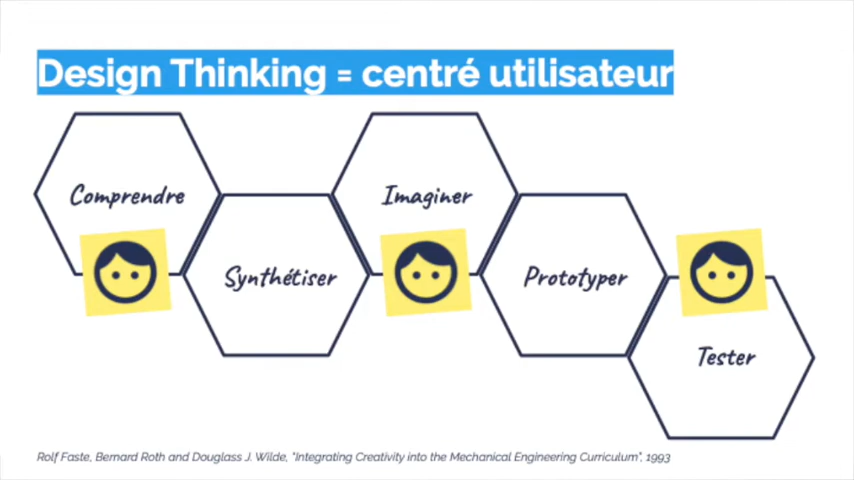 Design Thinking = centré utilisateur
Comprendre
Synthétiser
Imaginer
Prototyper
Tester
Rolf Faste, Bernard Roth and Douglass J. Wilde, "Integrating Creativity into the Mechanical Engineering Curriculum", 1993